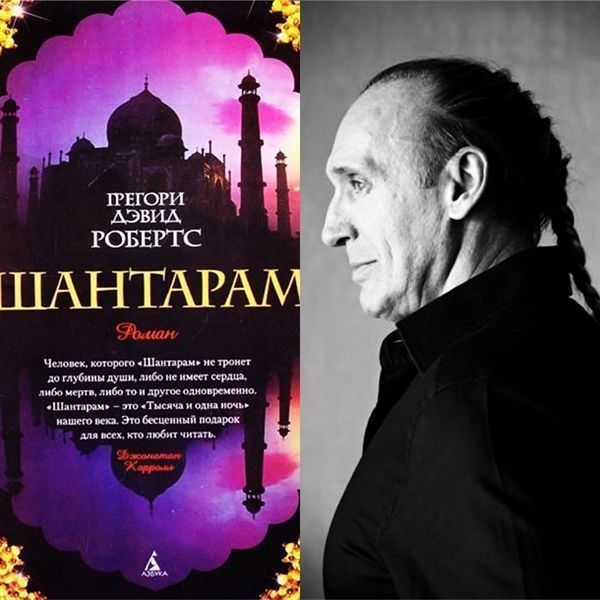 ГРЕГОРИ
ДЭВИД
РОБЕРТС
ШАНТАРАМ
Роман
Человек, которого «Шантарам» не тронет
до глубины души, либо не имеет сердца,
либо мертв, либо то и другое одновременно.
«Шантарам» – это «Тысяча и одна ночь»
нашего века. Это бесценный подарок
для всех, кто любит читать.
Джонатан
Кэрролл
АЗБУКА